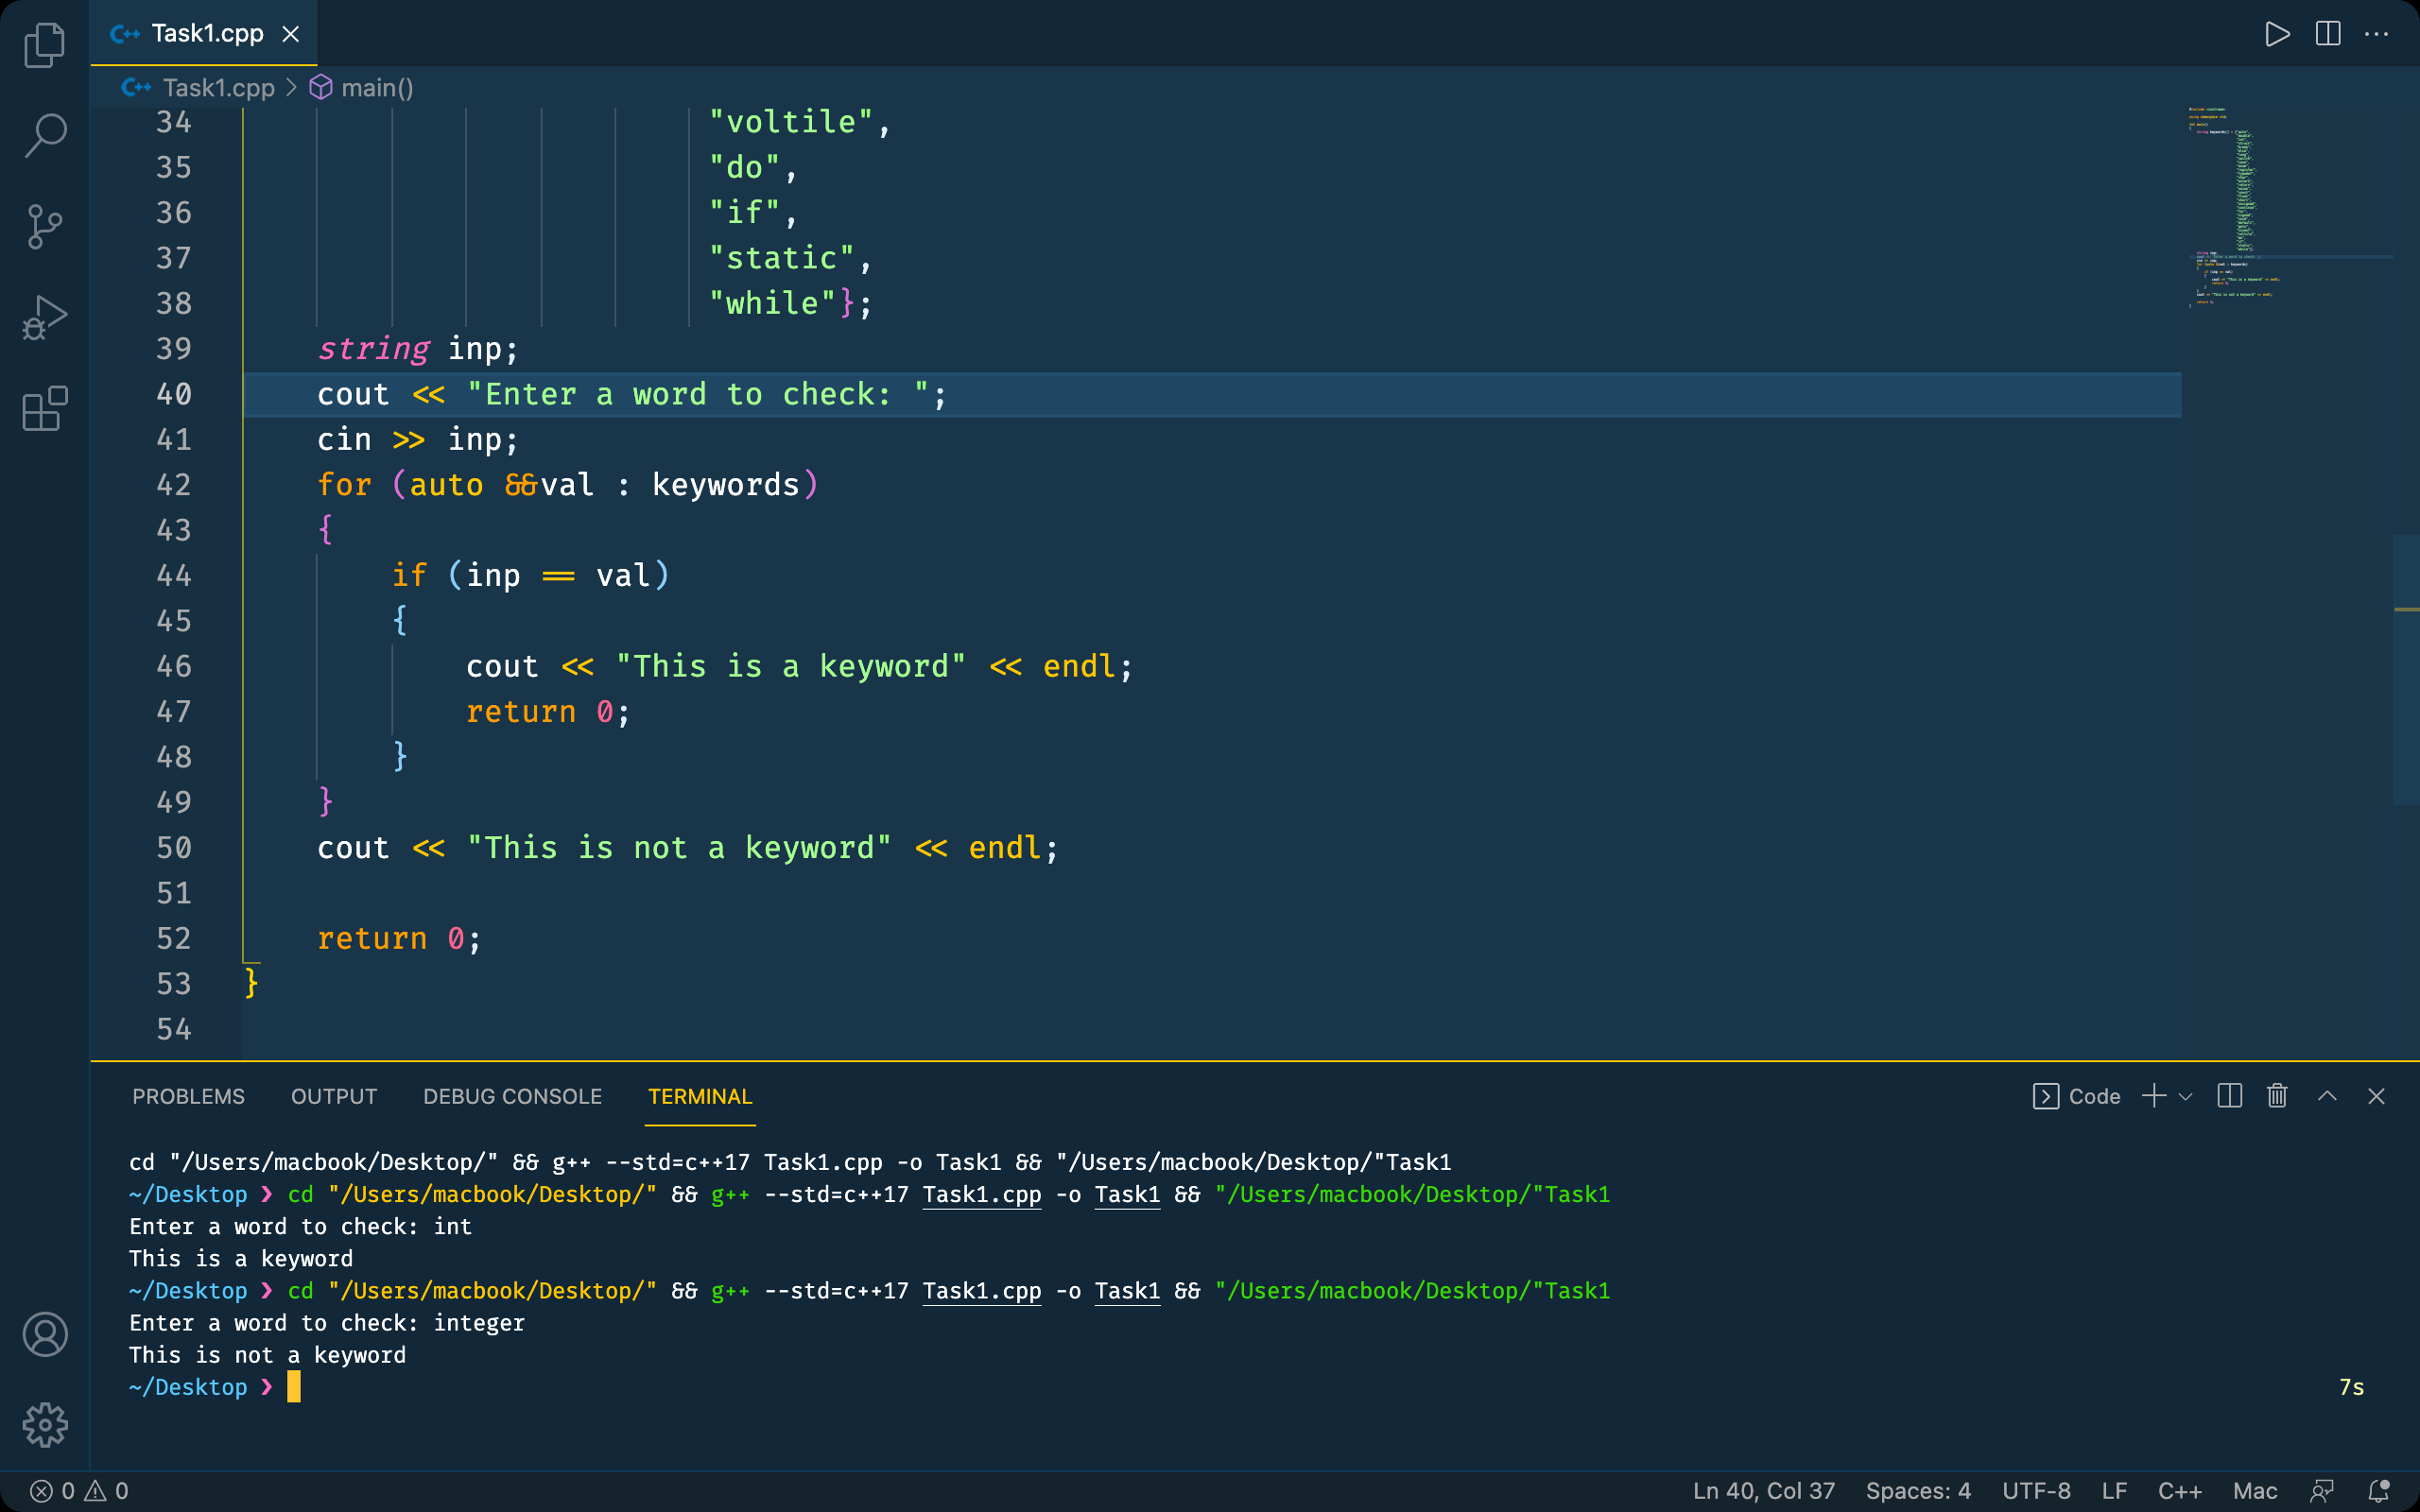 Task1.cpp
Task1.cpp > main()
34 "voltile",
35 "do",
36 "if",
37 "static",
38 "while"};
39 string inp;
40 cout << "Enter a word to check: ";
41 cin >> inp;
42 for (auto &&val : keywords)
43 {
44 if (inp == val)
45 {
46 cout << "This is a keyword" << endl;
47 return 0;
48 }
49 }
50 cout << "This is not a keyword" << endl;
51
52 return 0;
53 }
54
PROBLEMS OUTPUT DEBUG CONSOLE TERMINAL Code
cd "/Users/macbook/Desktop/" && g++ --std=c++17 Task1.cpp -o Task1 && "/Users/macbook/Desktop/"Task1
~/Desktop ❯ cd "/Users/macbook/Desktop/" && g++ --std=c++17 Task1.cpp -o Task1 && "/Users/macbook/Desktop/"Task1
Enter a word to check: int
This is a keyword
~/Desktop ❯ cd "/Users/macbook/Desktop/" && g++ --std=c++17 Task1.cpp -o Task1 && "/Users/macbook/Desktop/"Task1
Enter a word to check: integer
This is not a keyword
~/Desktop ❯ 7s
0 0 Ln 40, Col 37 Spaces: 4 UTF-8 LF C++ Mac